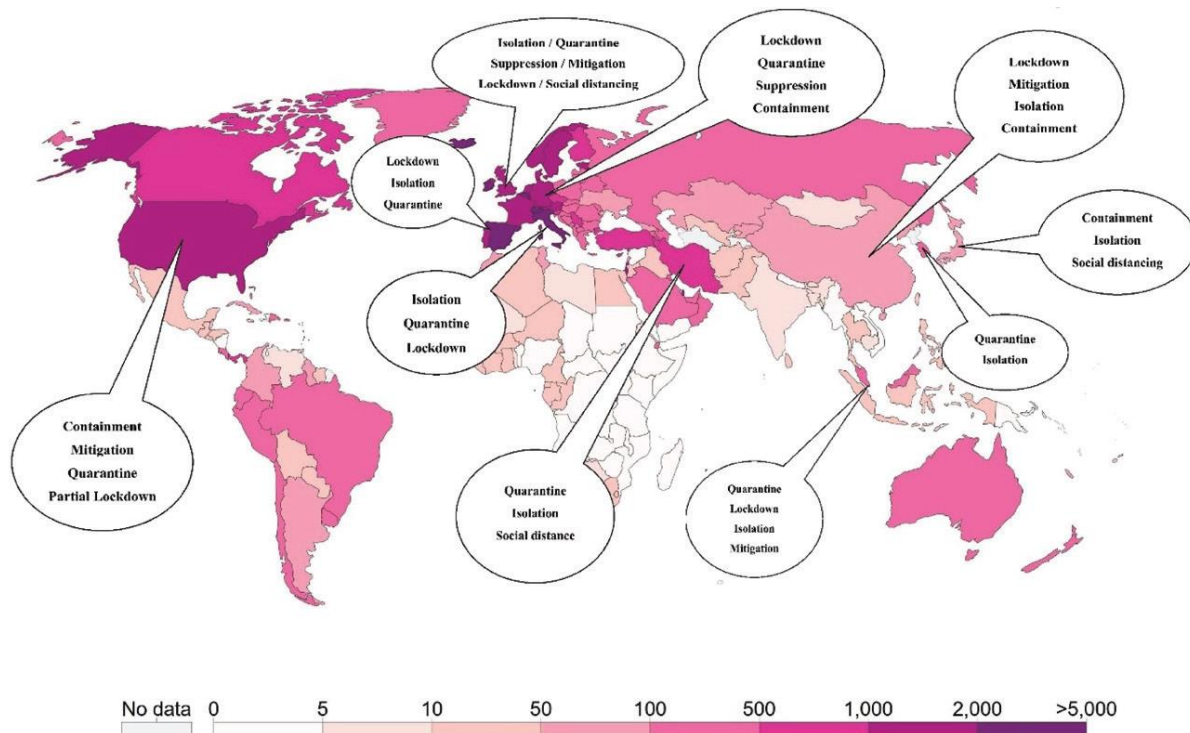 Isolation / Quarantine
Suppression / Mitigation
Lockdown / Social distancing
Lockdown
Quarantine
Suppression
Containment
Lockdown
Mitigation
Isolation
Containment
Lockdown
Isolation
Quarantine
Containment
Isolation
Social distancing
Isolation
Quarantine
Lockdown
Quarantine
Isolation
Containment
Mitigation
Quarantine
Partial Lockdown
Quarantine
Isolation
Social distance
Quarantine
Lockdown
Isolation
Mitigation
No data 0 5 10 50 100 500 1,000 2,000 >5,000